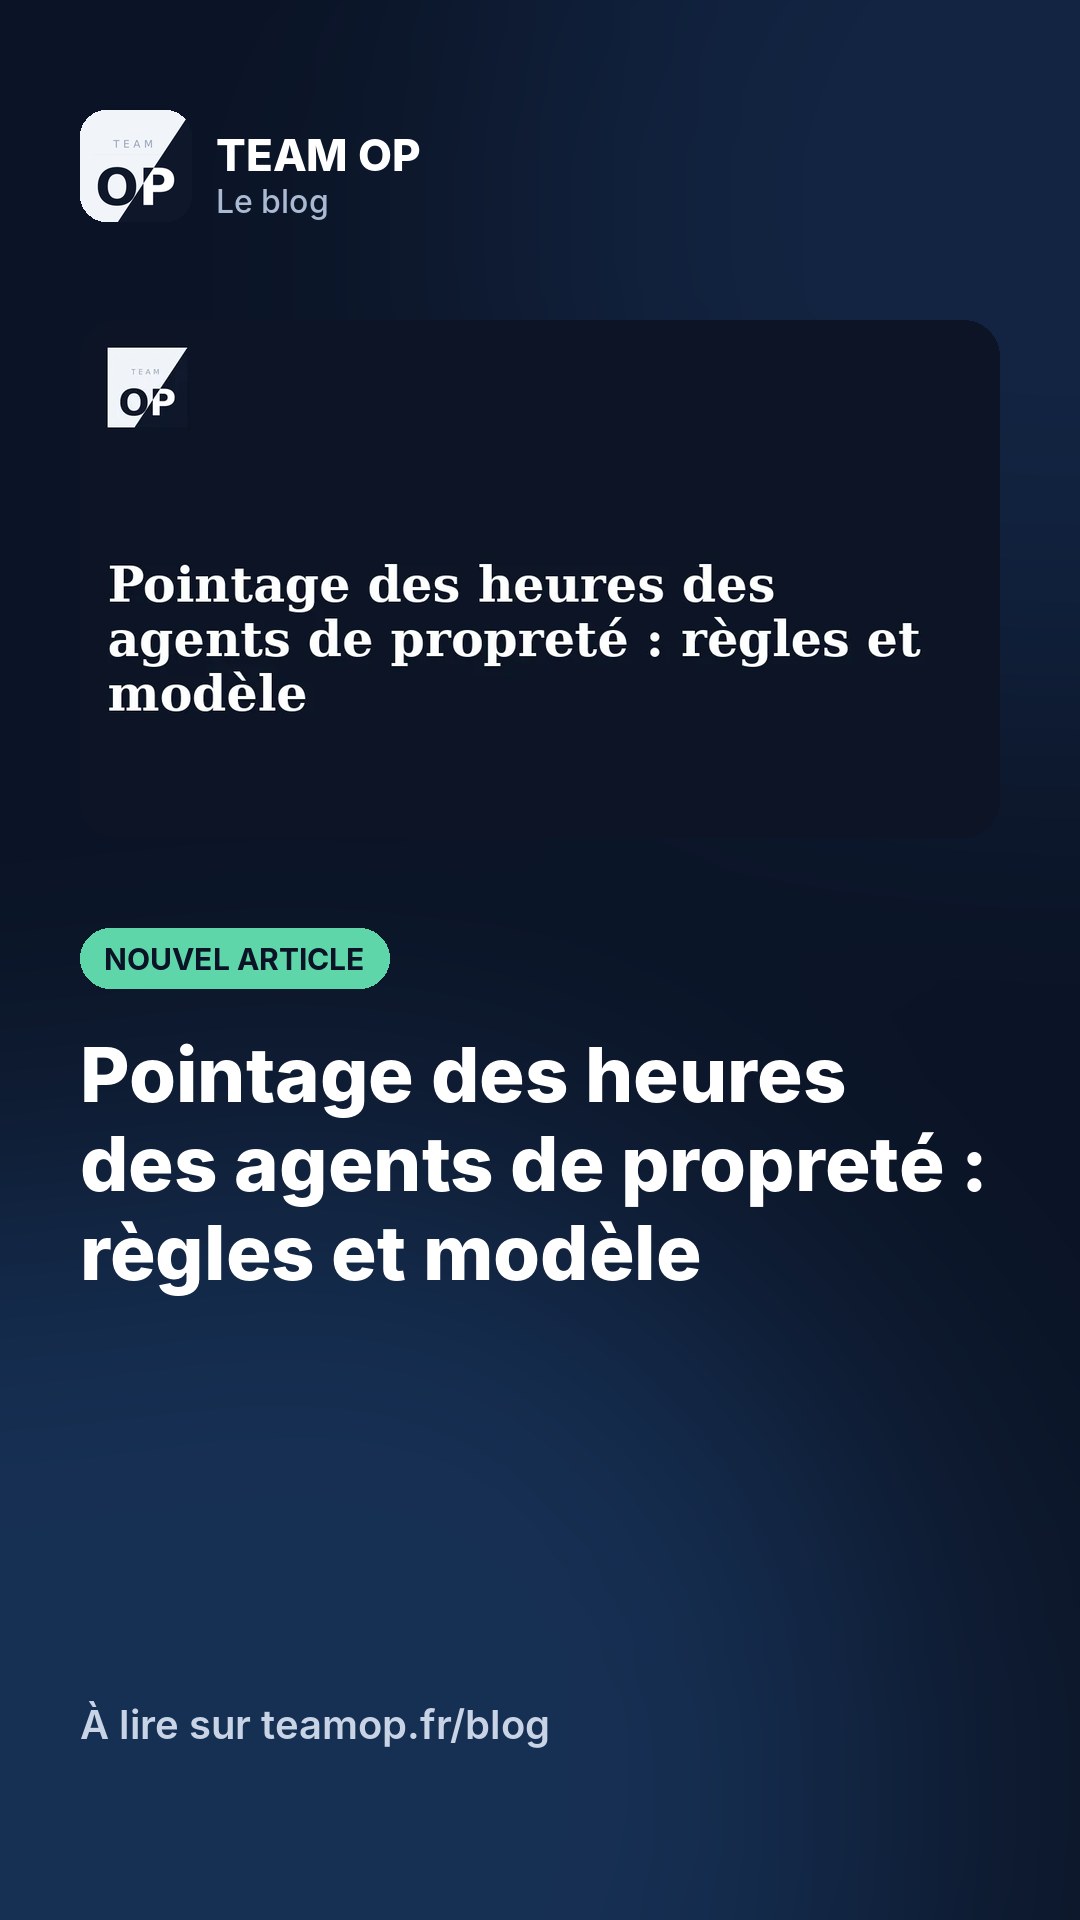 TEAM
OP
TEAM OP
Le blog
TEAM
OP
Pointage des heures des
agents de propreté : règles et
modèle
NOUVEL ARTICLE
Pointage des heures
des agents de propreté :
règles et modèle
À lire sur teamop.fr/blog